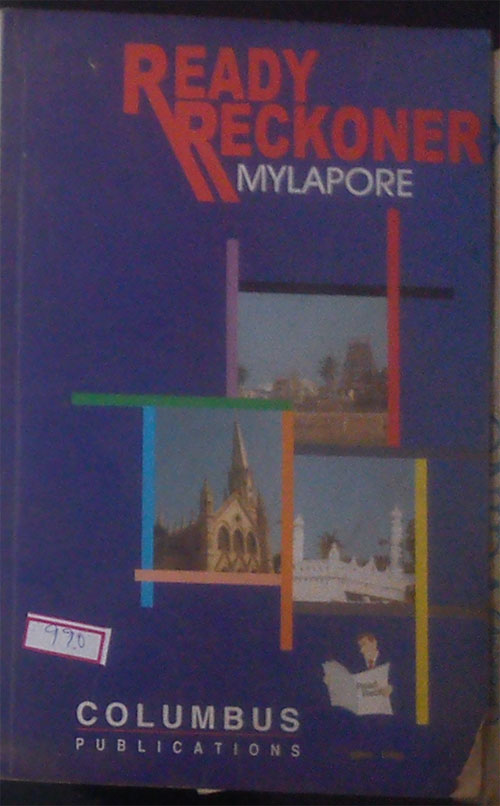 READY
RECKONER
MYLAPORE
990
COLUMBUS
PUBLICATIONS